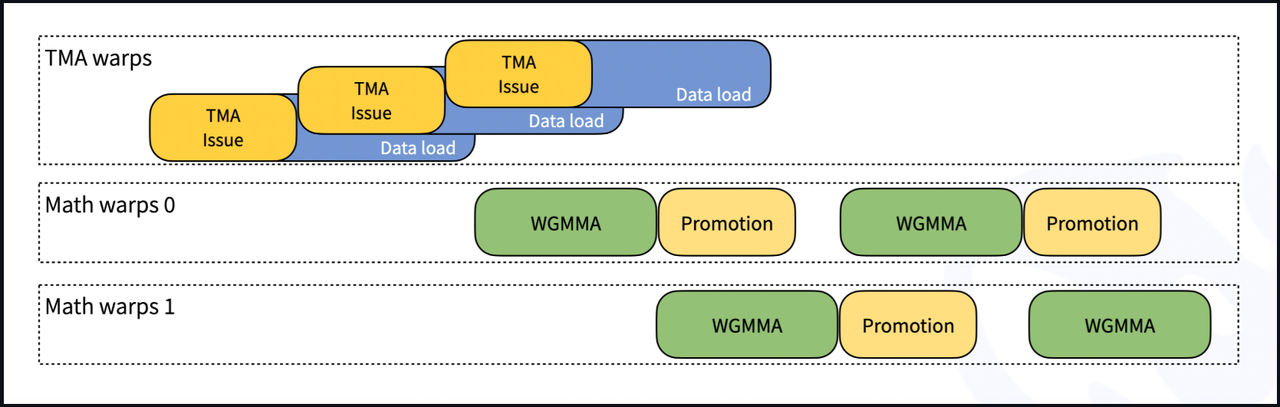 TMA warps
TMA
Issue
Data load
TMA
Issue
Data load
TMA
Issue
Data load
Math warps 0
WGMMA
Promotion
WGMMA
Promotion
Math warps 1
WGMMA
Promotion
WGMMA